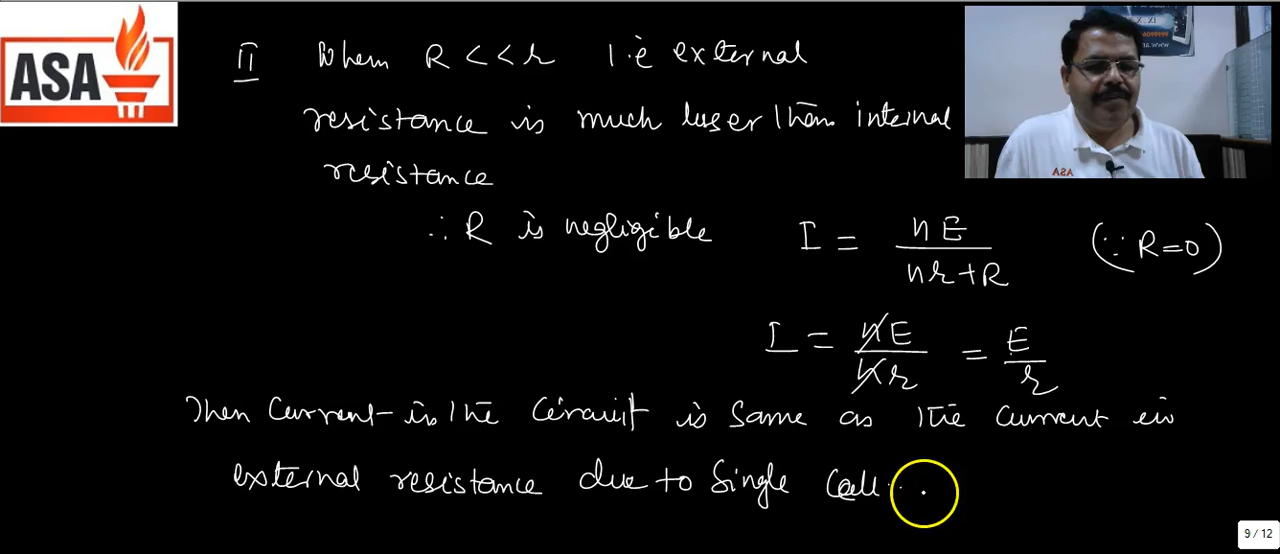 ASA
II When R << r i.e external
resistance is much lesser than internal
resistance
∴ R is negligible I = nE / nr+R (∵ R=0)
I = nE / nr = E / r
Then Current in the Circuit is same as the current in
external resistance due to single Cell..
ASA
9 / 12